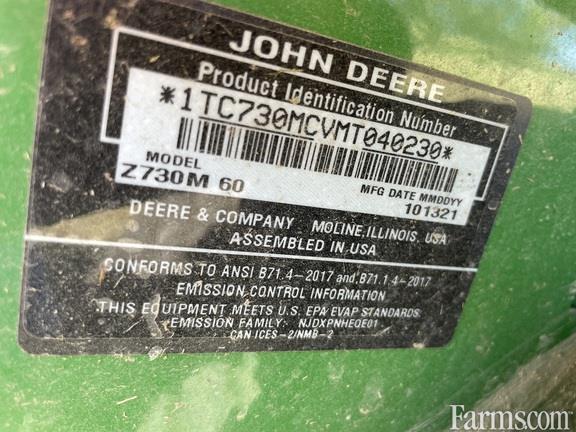 JOHN DEERE
Product Identification Number
*1TC730MCVMT040230*
MODEL
Z730M 60
MFG DATE MMDDYY
101321
DEERE & COMPANY MOLINE, ILLINOIS, USA
ASSEMBLED IN USA
CONFORMS TO ANSI B71.4-2017 and, B71.1.4-2017
EMISSION CONTROL INFORMATION
THIS EQUIPMENT MEETS U.S. EPA EVAP STANDARDS.
EMISSION FAMILY: NJDXPNHEQE01
CAN ICES-2/NMB-2
Farms.com